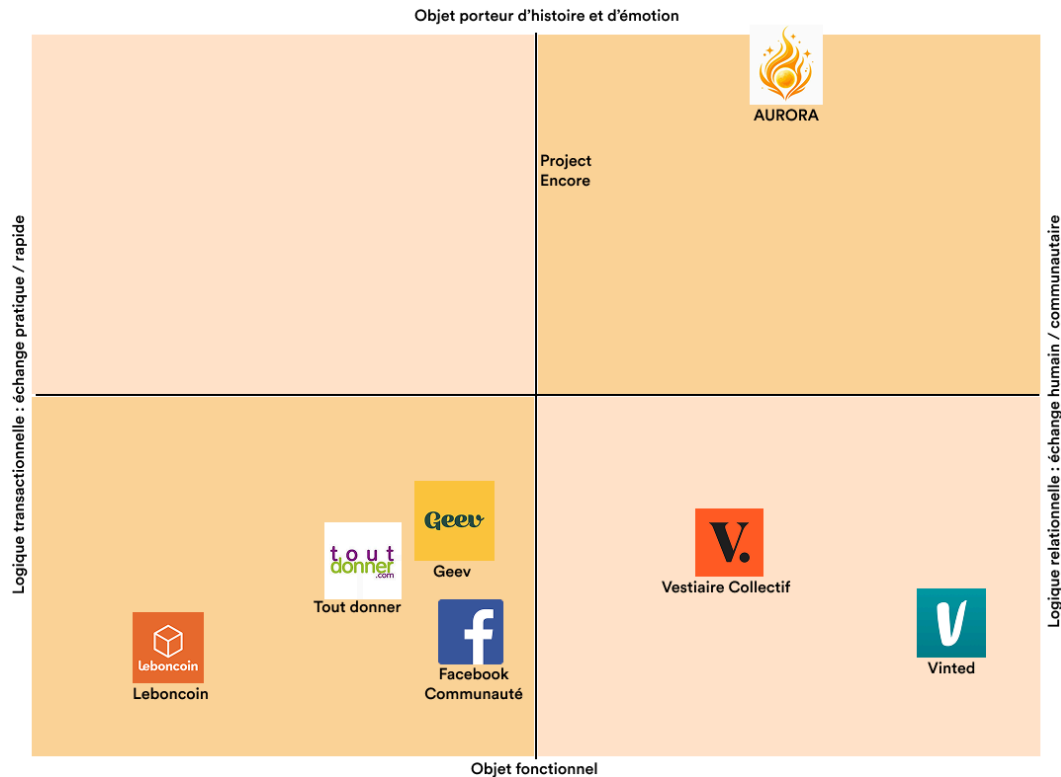 Objet porteur d'histoire et d'émotion
AURORA
Project
Encore
Logique transactionnelle : échange pratique / rapide
Logique relationnelle : échange humain / communautaire
Geev
Geev
tout
donner
.com
Tout donner
V.
Vestiaire Collectif
leboncoin
Leboncoin
f
Facebook
Communauté
V
Vinted
Objet fonctionnel